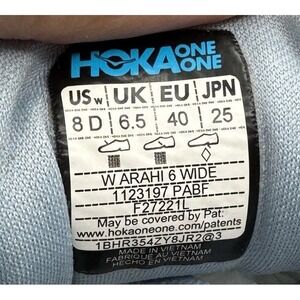 HOKA ONE ONE
US w UK EU JPN
8 D 6.5 40 25
W ARAHI 6 WIDE
1123197 PABF
F27221L
May be covered by Pat:
www.hokaoneone.com/patents
1BHR354ZY8JR2@3
MADE IN VIETNAM
FABRIQUÉ AU VIETNAM
HECHO EN VIETNAM